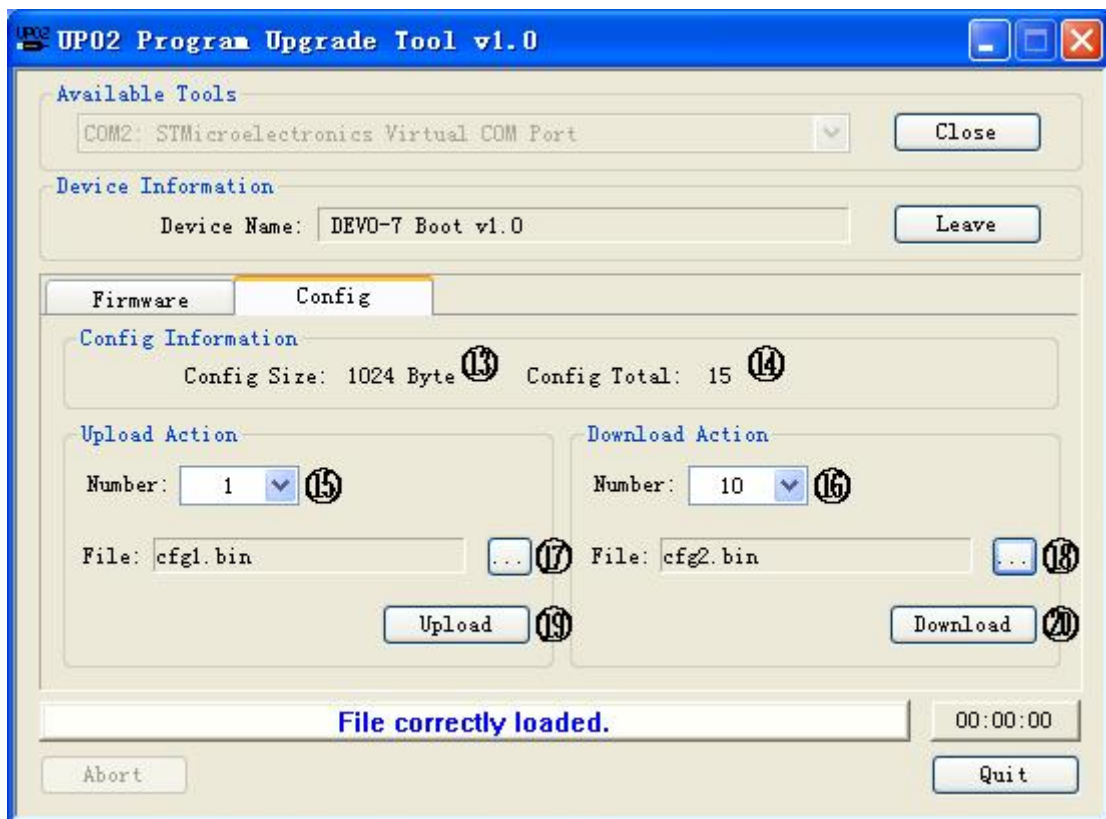 UP02 UP02 Program Upgrade Tool v1.0
Available Tools
COM2: STMicroelectronics Virtual COM Port Close
Device Information
Device Name: DEVO-7 Boot v1.0 Leave
Firmware Config
Config Information
Config Size: 1024 Byte ⑬ Config Total: 15 ⑭
Upload Action Download Action
Number: 1 ⑮ Number: 10 ⑯
File: cfg1.bin ... ⑰ File: cfg2.bin ... ⑱
Upload ⑲ Download ⑳
File correctly loaded. 00:00:00
Abort Quit